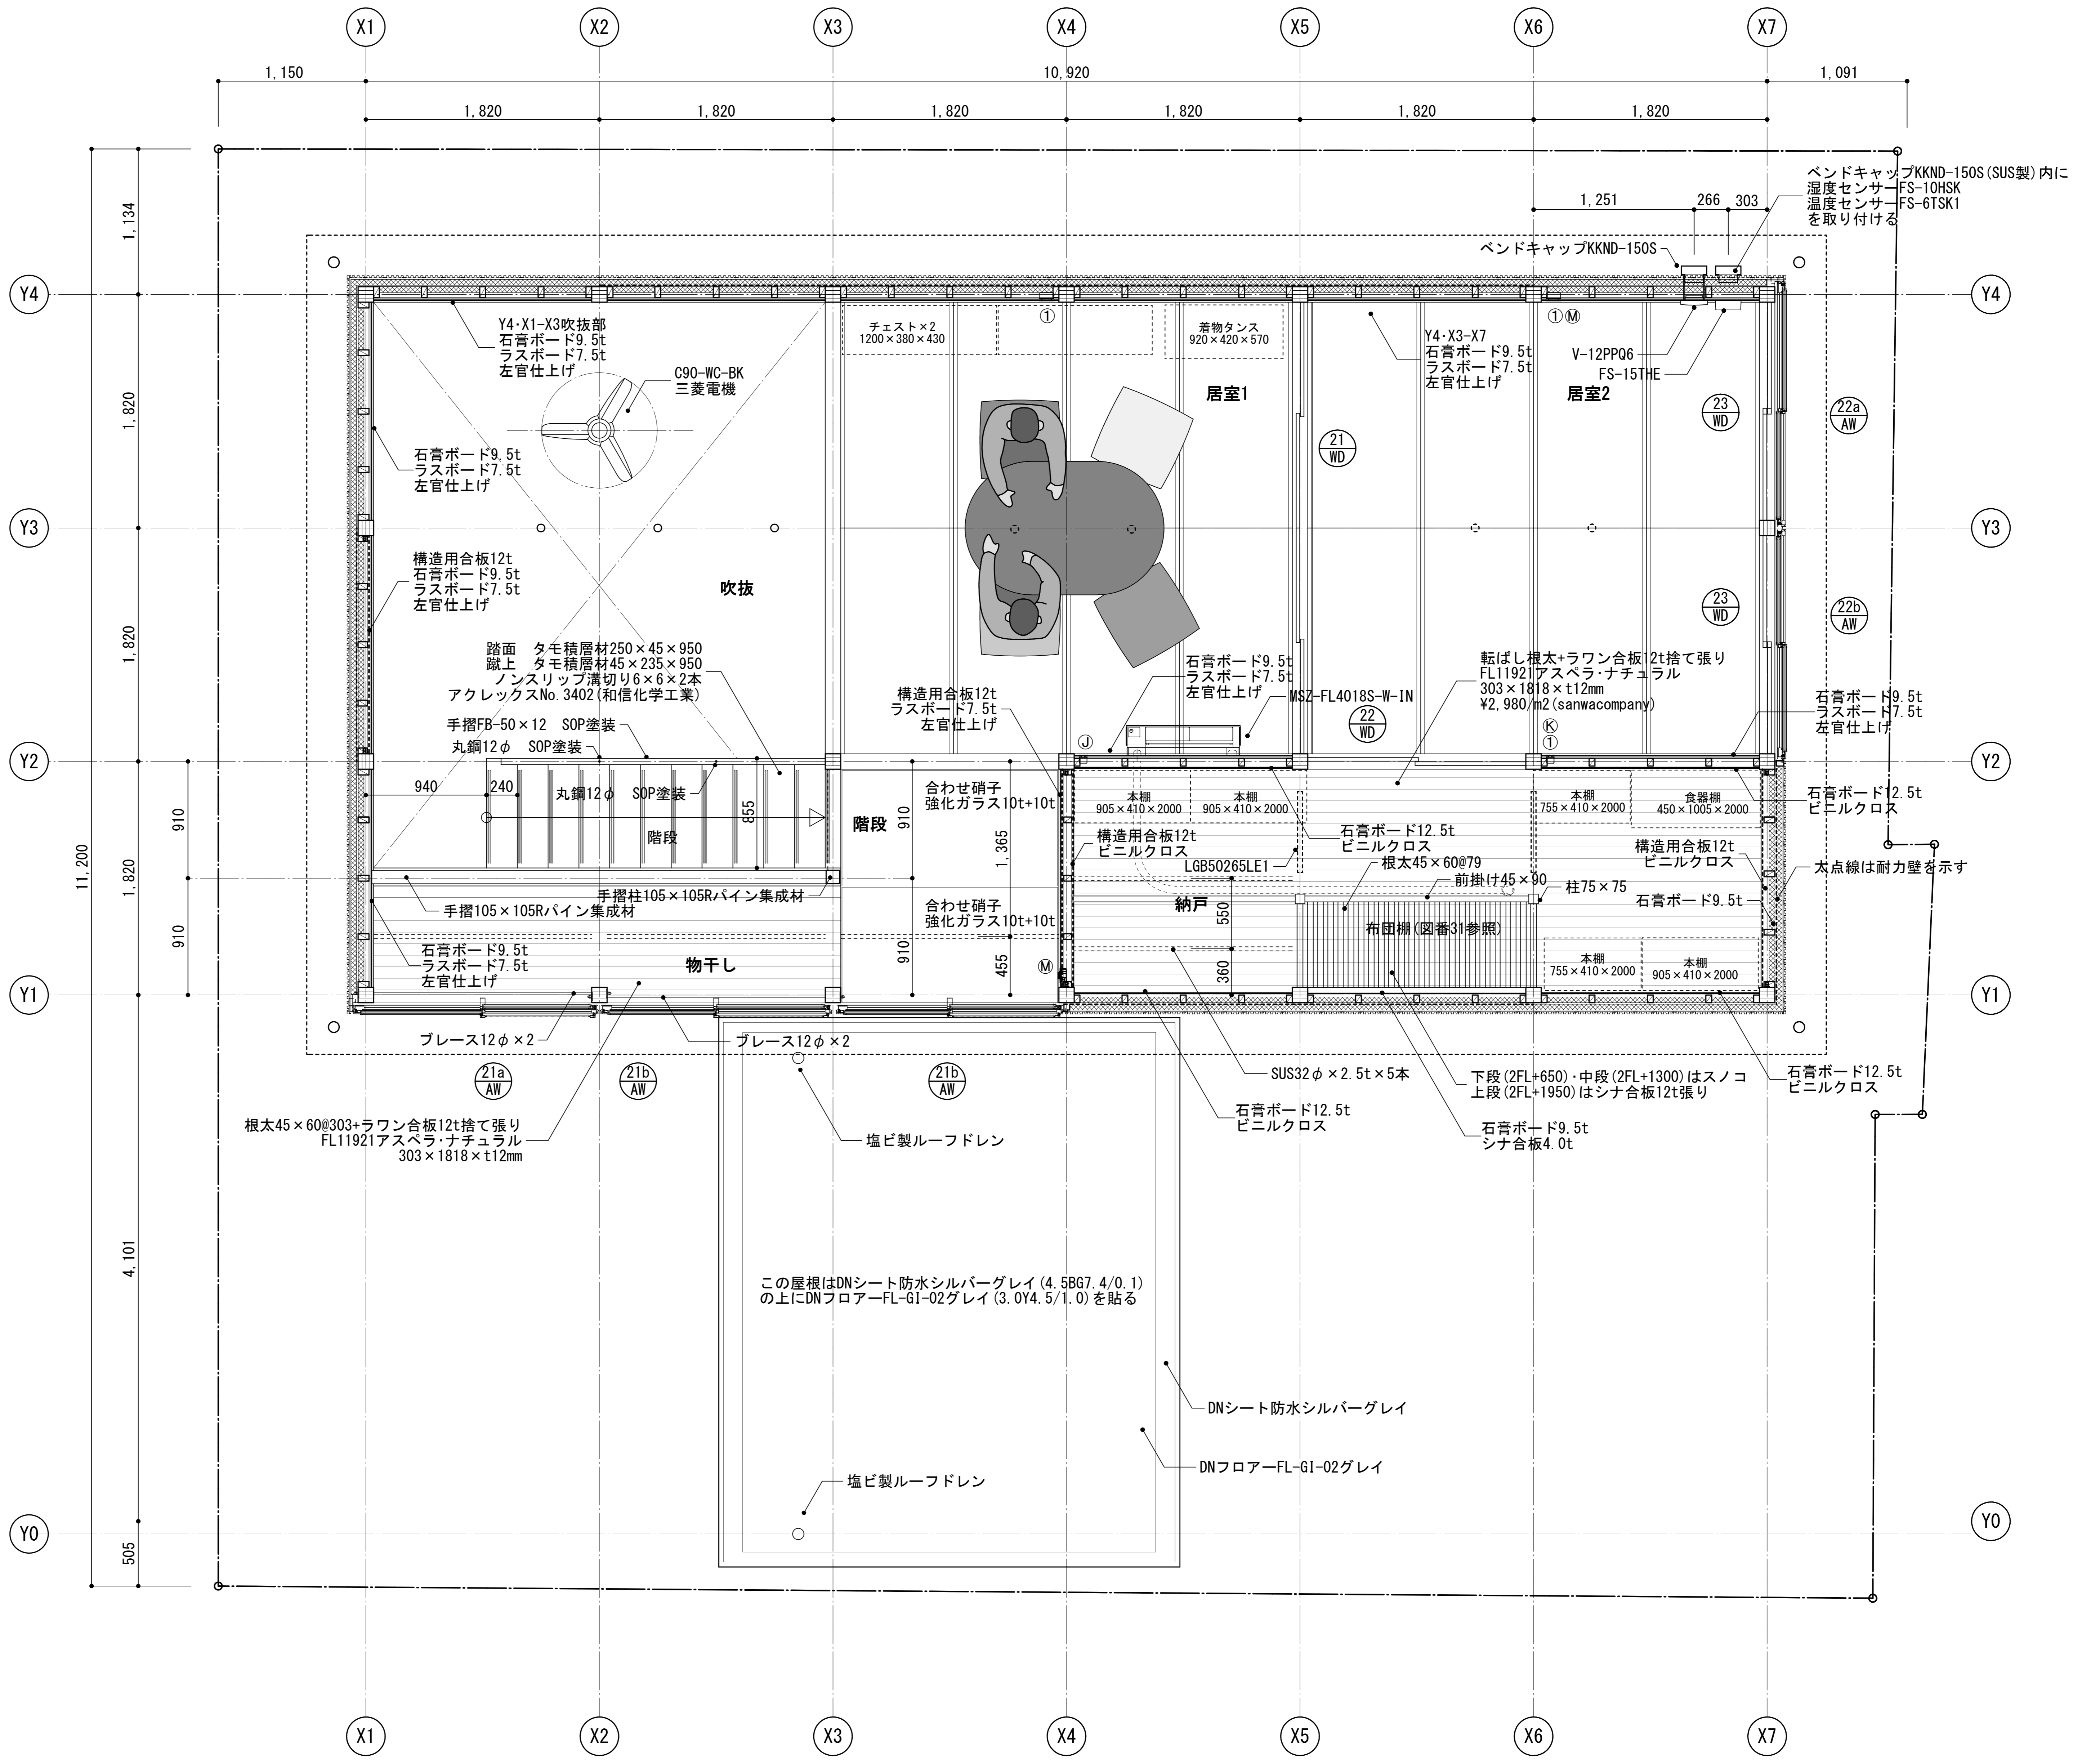 X1
X2
X3
X4
X5
X6
X7
1,150
10,920
1,091
1,820
1,820
1,820
1,820
1,820
1,820
ベンドキャップKKND-150S(SUS製)内に
湿度センサーFS-10HSK
温度センサーFS-6TSK1
を取り付ける
1,251
266
303
ベンドキャップKKND-150S
1,134
Y4
Y4
Y4･X1-X3吹抜部
石膏ボード9.5t
ラスボード7.5t
左官仕上げ
チェスト×2
1200×380×430
①
着物タンス
920×420×570
Y4･X3-X7
石膏ボード9.5t
ラスボード7.5t
左官仕上げ
①Ⓜ
V-12PPQ6
FS-15THE
C90-WC-BK
三菱電機
居室1
居室2
1,820
23
WD
22a
AW
21
WD
石膏ボード9.5t
ラスボード7.5t
左官仕上げ
Y3
Y3
構造用合板12t
石膏ボード9.5t
ラスボード7.5t
左官仕上げ
吹抜
23
WD
22b
AW
1,820
踏面　タモ積層材250×45×950
蹴上　タモ積層材45×235×950
ノンスリップ溝切り6×6×2本
アクレックスNo.3402(和信化学工業)
手摺FB-50×12　SOP塗装
丸鋼12φ　SOP塗装
構造用合板12t
ラスボード7.5t
左官仕上げ
石膏ボード9.5t
ラスボード7.5t
左官仕上げ
MSZ-FL4018S-W-IN
22
WD
転ばし根太+ラワン合板12t捨て張り
FL11921アスペラ･ナチュラル
303×1818×t12mm
¥2,980/m2(sanwacompany)
石膏ボード9.5t
ラスボード7.5t
左官仕上げ
Ⓙ
Ⓚ
①
Y2
Y2
940
240
丸鋼12φ　SOP塗装
855
階段
階段
合わせ硝子
強化ガラス10t+10t
910
1,365
本棚
905×410×2000
本棚
905×410×2000
本棚
755×410×2000
食器棚
450×1005×2000
石膏ボード12.5t
ビニルクロス
構造用合板12t
ビニルクロス
石膏ボード12.5t
ビニルクロス
LGB50265LE1
根太45×60@79
前掛け45×90
柱75×75
構造用合板12t
ビニルクロス
太点線は耐力壁を示す
石膏ボード9.5t
910
11,200
1,820
910
手摺柱105×105Rパイン集成材
手摺105×105Rパイン集成材
合わせ硝子
強化ガラス10t+10t
納戸
550
布団棚(図番31参照)
石膏ボード9.5t
ラスボード7.5t
左官仕上げ
物干し
910
455
Ⓜ
360
本棚
755×410×2000
本棚
905×410×2000
Y1
Y1
ブレース12φ×2
ブレース12φ×2
21a
AW
21b
AW
21b
AW
SUS32φ×2.5t×5本
下段(2FL+650)･中段(2FL+1300)はスノコ
上段(2FL+1950)はシナ合板12t張り
石膏ボード12.5t
ビニルクロス
石膏ボード12.5t
ビニルクロス
石膏ボード9.5t
シナ合板4.0t
根太45×60@303+ラワン合板12t捨て張り
FL11921アスペラ･ナチュラル
303×1818×t12mm
塩ビ製ルーフドレン
4,101
この屋根はDNシート防水シルバーグレイ(4.5BG7.4/0.1)
の上にDNフロアーFL-GI-02グレイ(3.0Y4.5/1.0)を貼る
DNシート防水シルバーグレイ
DNフロアーFL-GI-02グレイ
塩ビ製ルーフドレン
Y0
Y0
505
X1
X2
X3
X4
X5
X6
X7